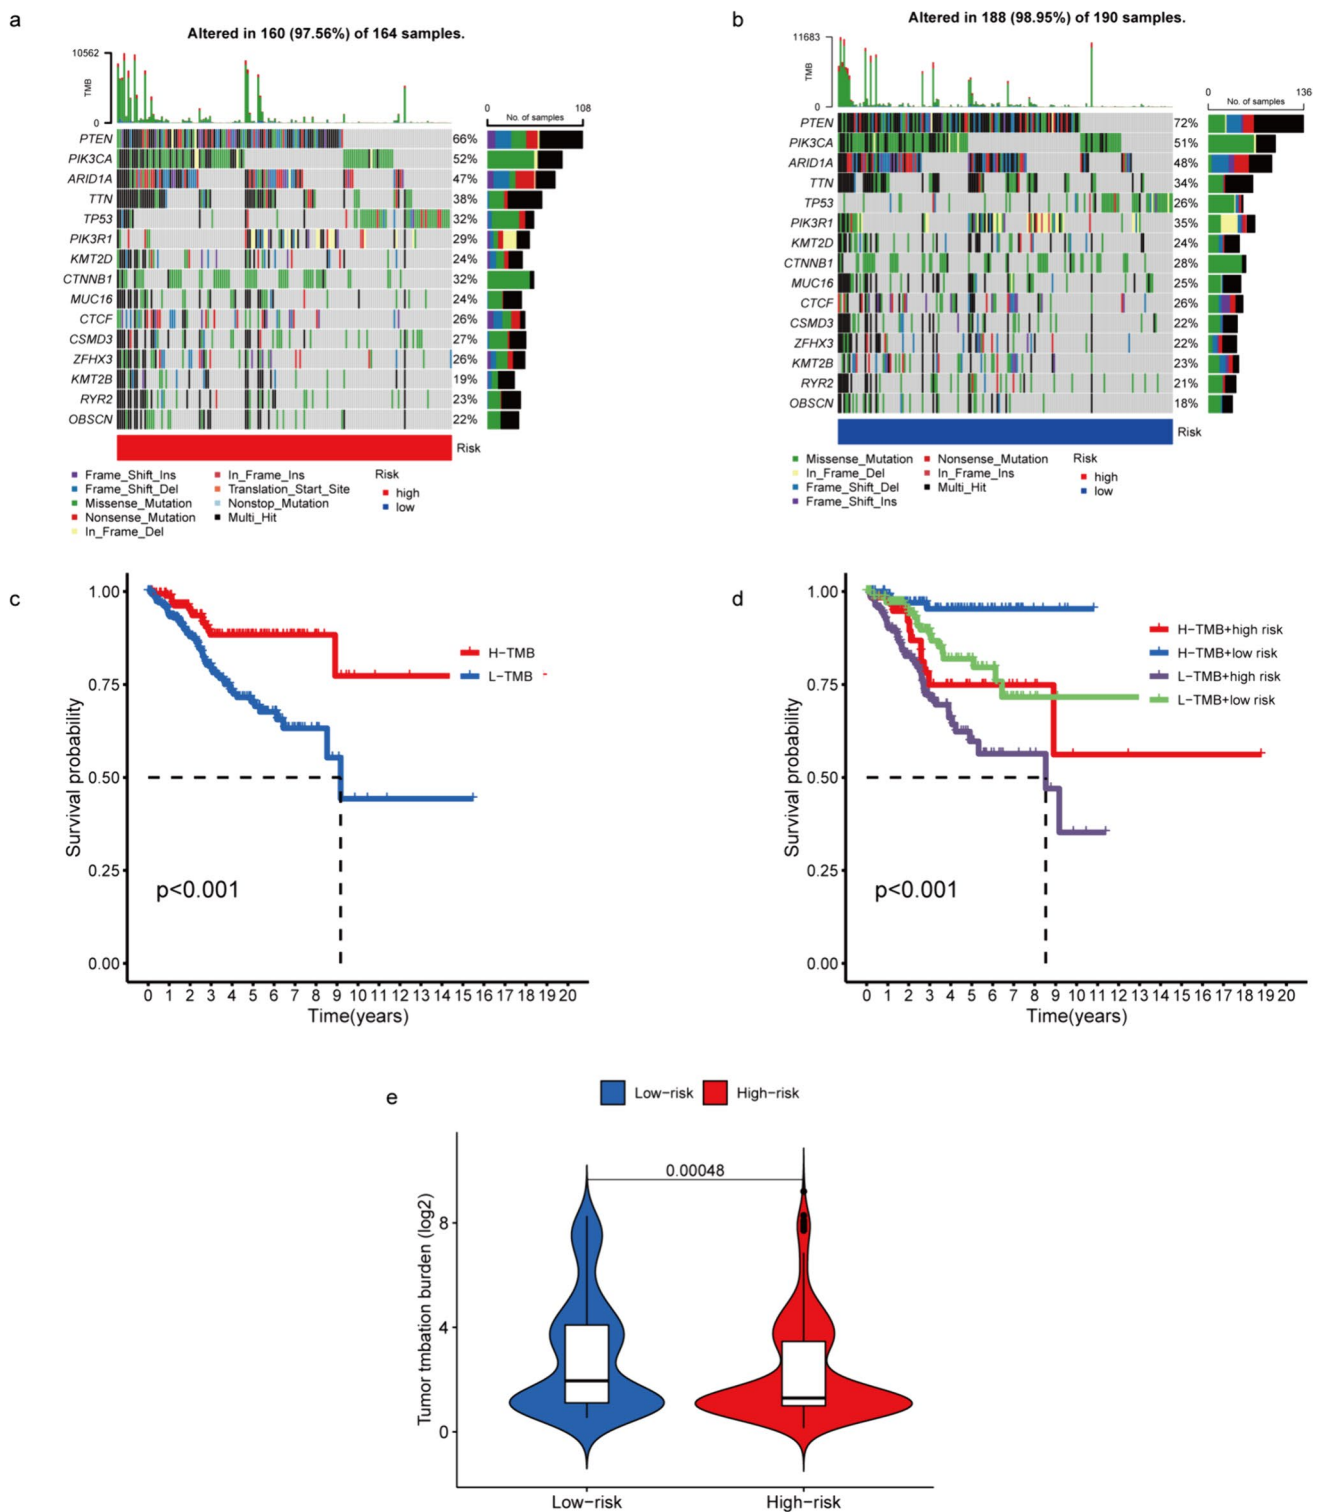 a
Altered in 160 (97.56%) of 164 samples.
10562
TMB
0
0 108
No. of samples
PTEN 66%
PIK3CA 52%
ARID1A 47%
TTN 38%
TP53 32%
PIK3R1 29%
KMT2D 24%
CTNNB1 32%
MUC16 24%
CTCF 26%
CSMD3 27%
ZFHX3 26%
KMT2B 19%
RYR2 23%
OBSCN 22%
Risk
Frame_Shift_Ins In_Frame_Ins Risk
Frame_Shift_Del Translation_Start_Site high
Missense_Mutation Nonstop_Mutation low
Nonsense_Mutation Multi_Hit
In_Frame_Del
b
Altered in 188 (98.95%) of 190 samples.
11683
TMB
0
0 136
No. of samples
PTEN 72%
PIK3CA 51%
ARID1A 48%
TTN 34%
TP53 26%
PIK3R1 35%
KMT2D 24%
CTNNB1 28%
MUC16 25%
CTCF 26%
CSMD3 22%
ZFHX3 22%
KMT2B 23%
RYR2 21%
OBSCN 18%
Risk
Missense_Mutation Nonsense_Mutation Risk
In_Frame_Del In_Frame_Ins high
Frame_Shift_Del Multi_Hit low
Frame_Shift_Ins
c
1.00
0.75
0.50
0.25
0.00
Survival probability
H-TMB
L-TMB
p<0.001
0 1 2 3 4 5 6 7 8 9 10 11 12 13 14 15 16 17 18 19 20
Time(years)
d
1.00
0.75
0.50
0.25
0.00
Survival probability
H-TMB+high risk
H-TMB+low risk
L-TMB+high risk
L-TMB+low risk
p<0.001
0 1 2 3 4 5 6 7 8 9 10 11 12 13 14 15 16 17 18 19 20
Time(years)
e
Low-risk High-risk
0.00048
Tumor tmbation burden (log2)
8
4
0
Low-risk High-risk